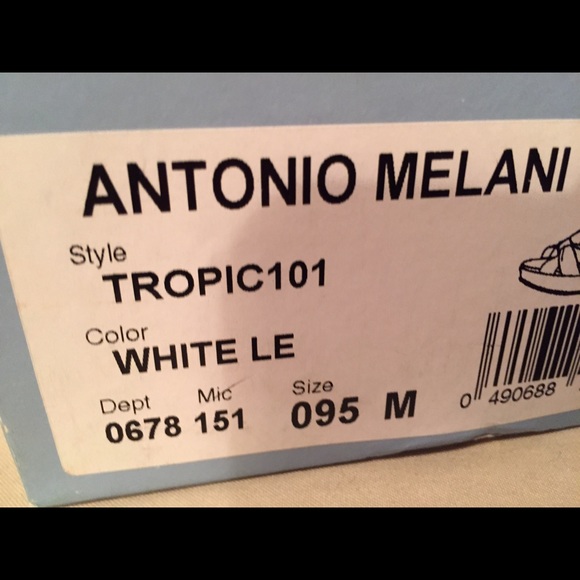 ANTONIO MELANI
Style
TROPIC101
Color
WHITE LE
Dept Mic Size
0678 151 095 M
0 490688